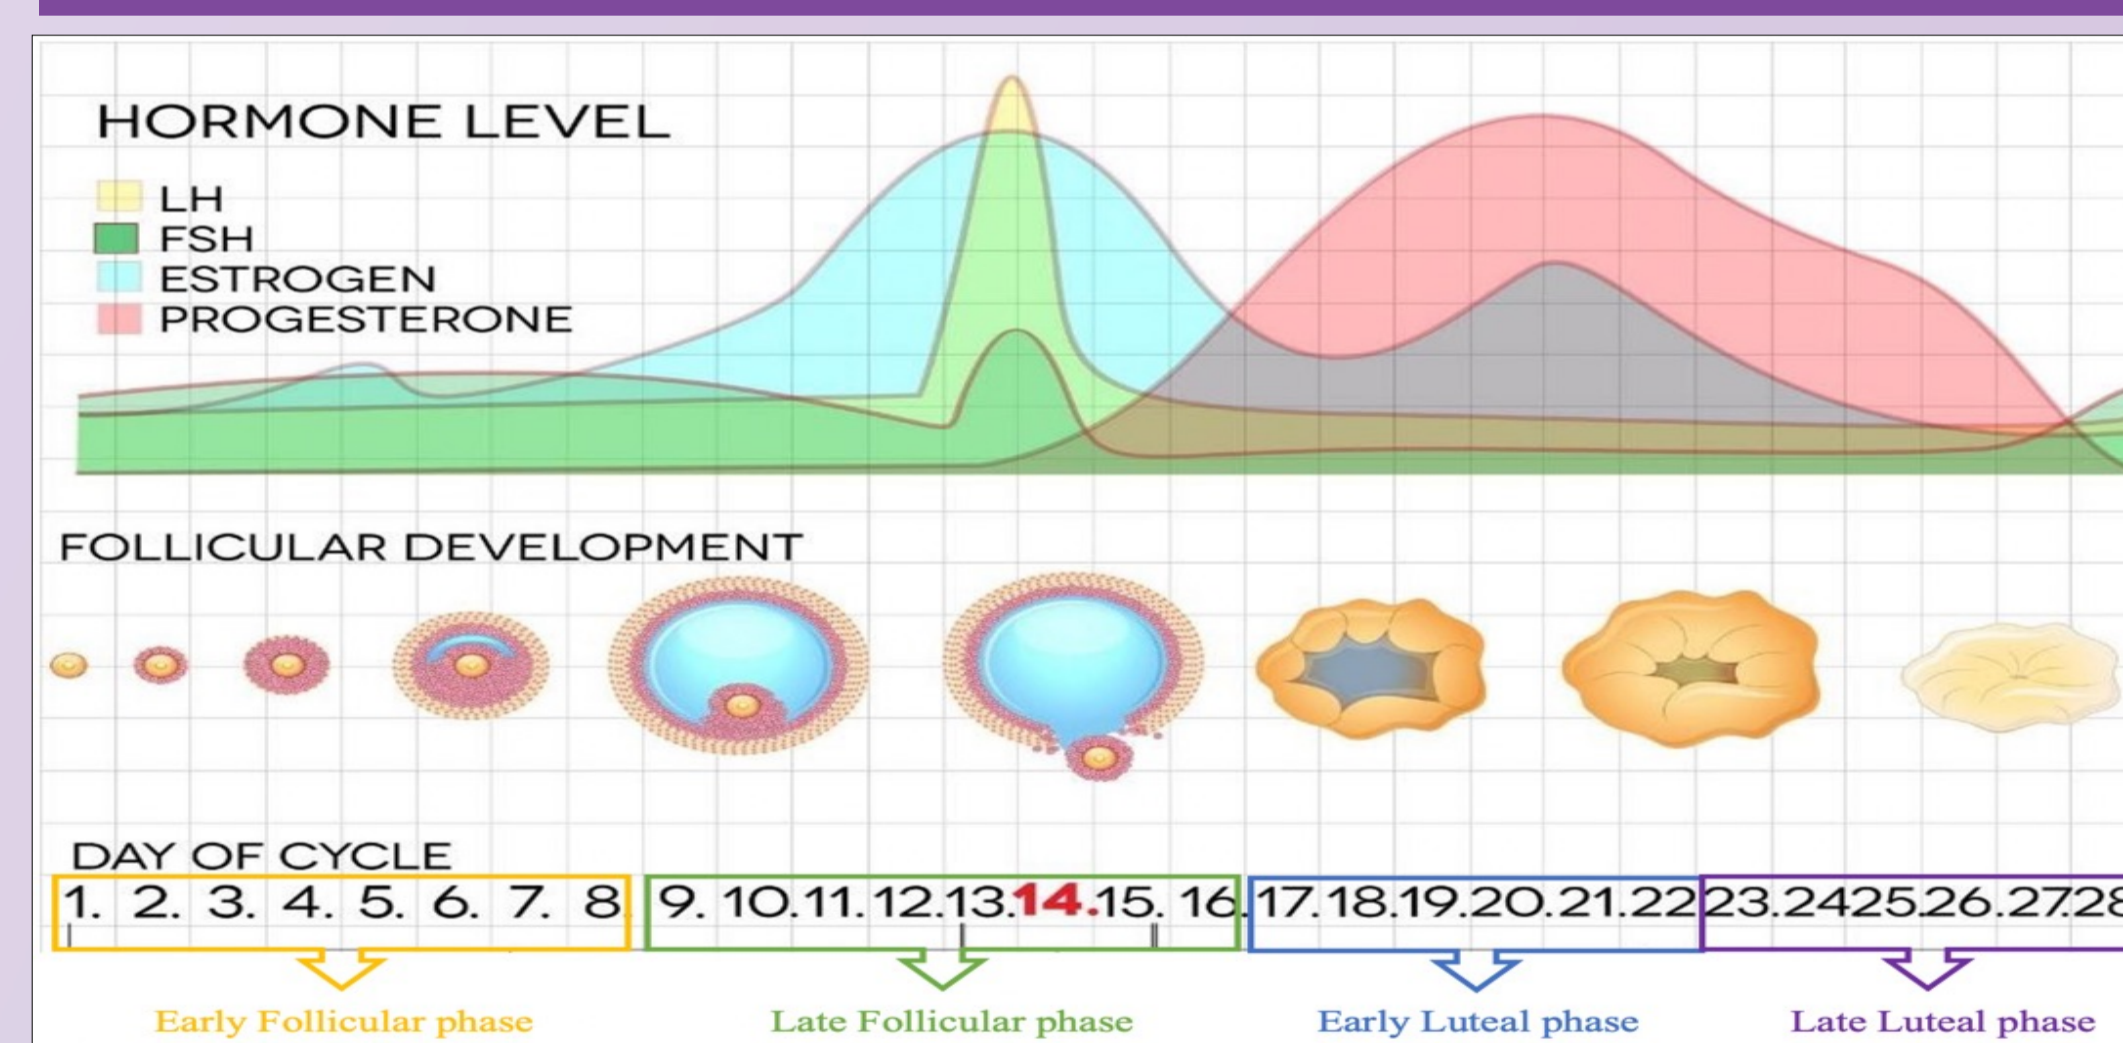 HORMONE LEVEL
LH
FSH
ESTROGEN
PROGESTERONE
FOLLICULAR DEVELOPMENT
DAY OF CYCLE
1. 2. 3. 4. 5. 6. 7. 8. 9. 10. 11. 12. 13. 14. 15. 16. 17. 18. 19. 20. 21. 22 23. 24 25. 26. 27. 28
Early Follicular phase Late Follicular phase Early Luteal phase Late Luteal phase